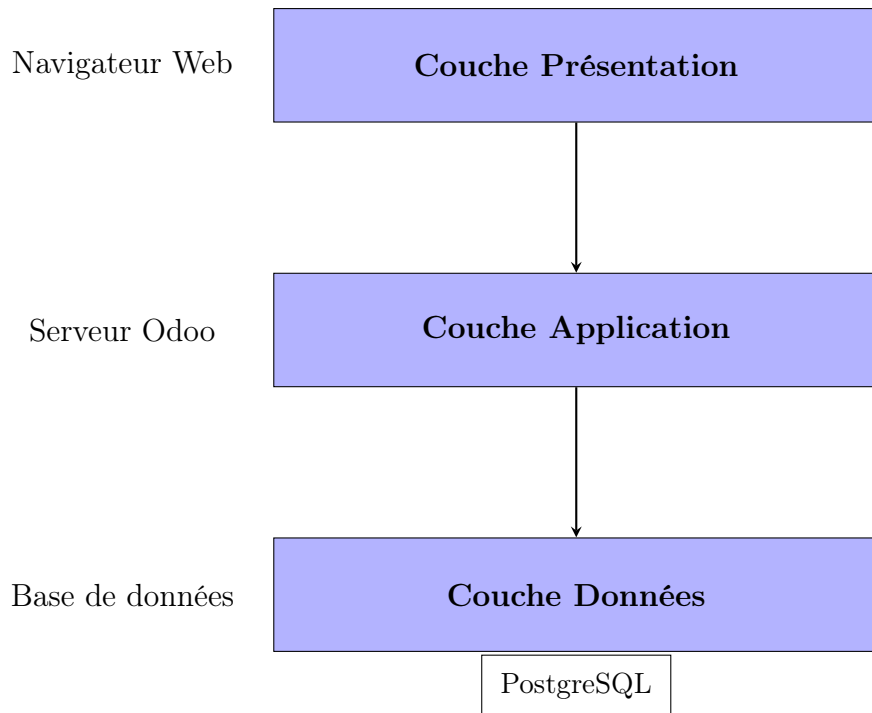 Navigateur Web
Couche Présentation
Serveur Odoo
Couche Application
Base de données
Couche Données
PostgreSQL